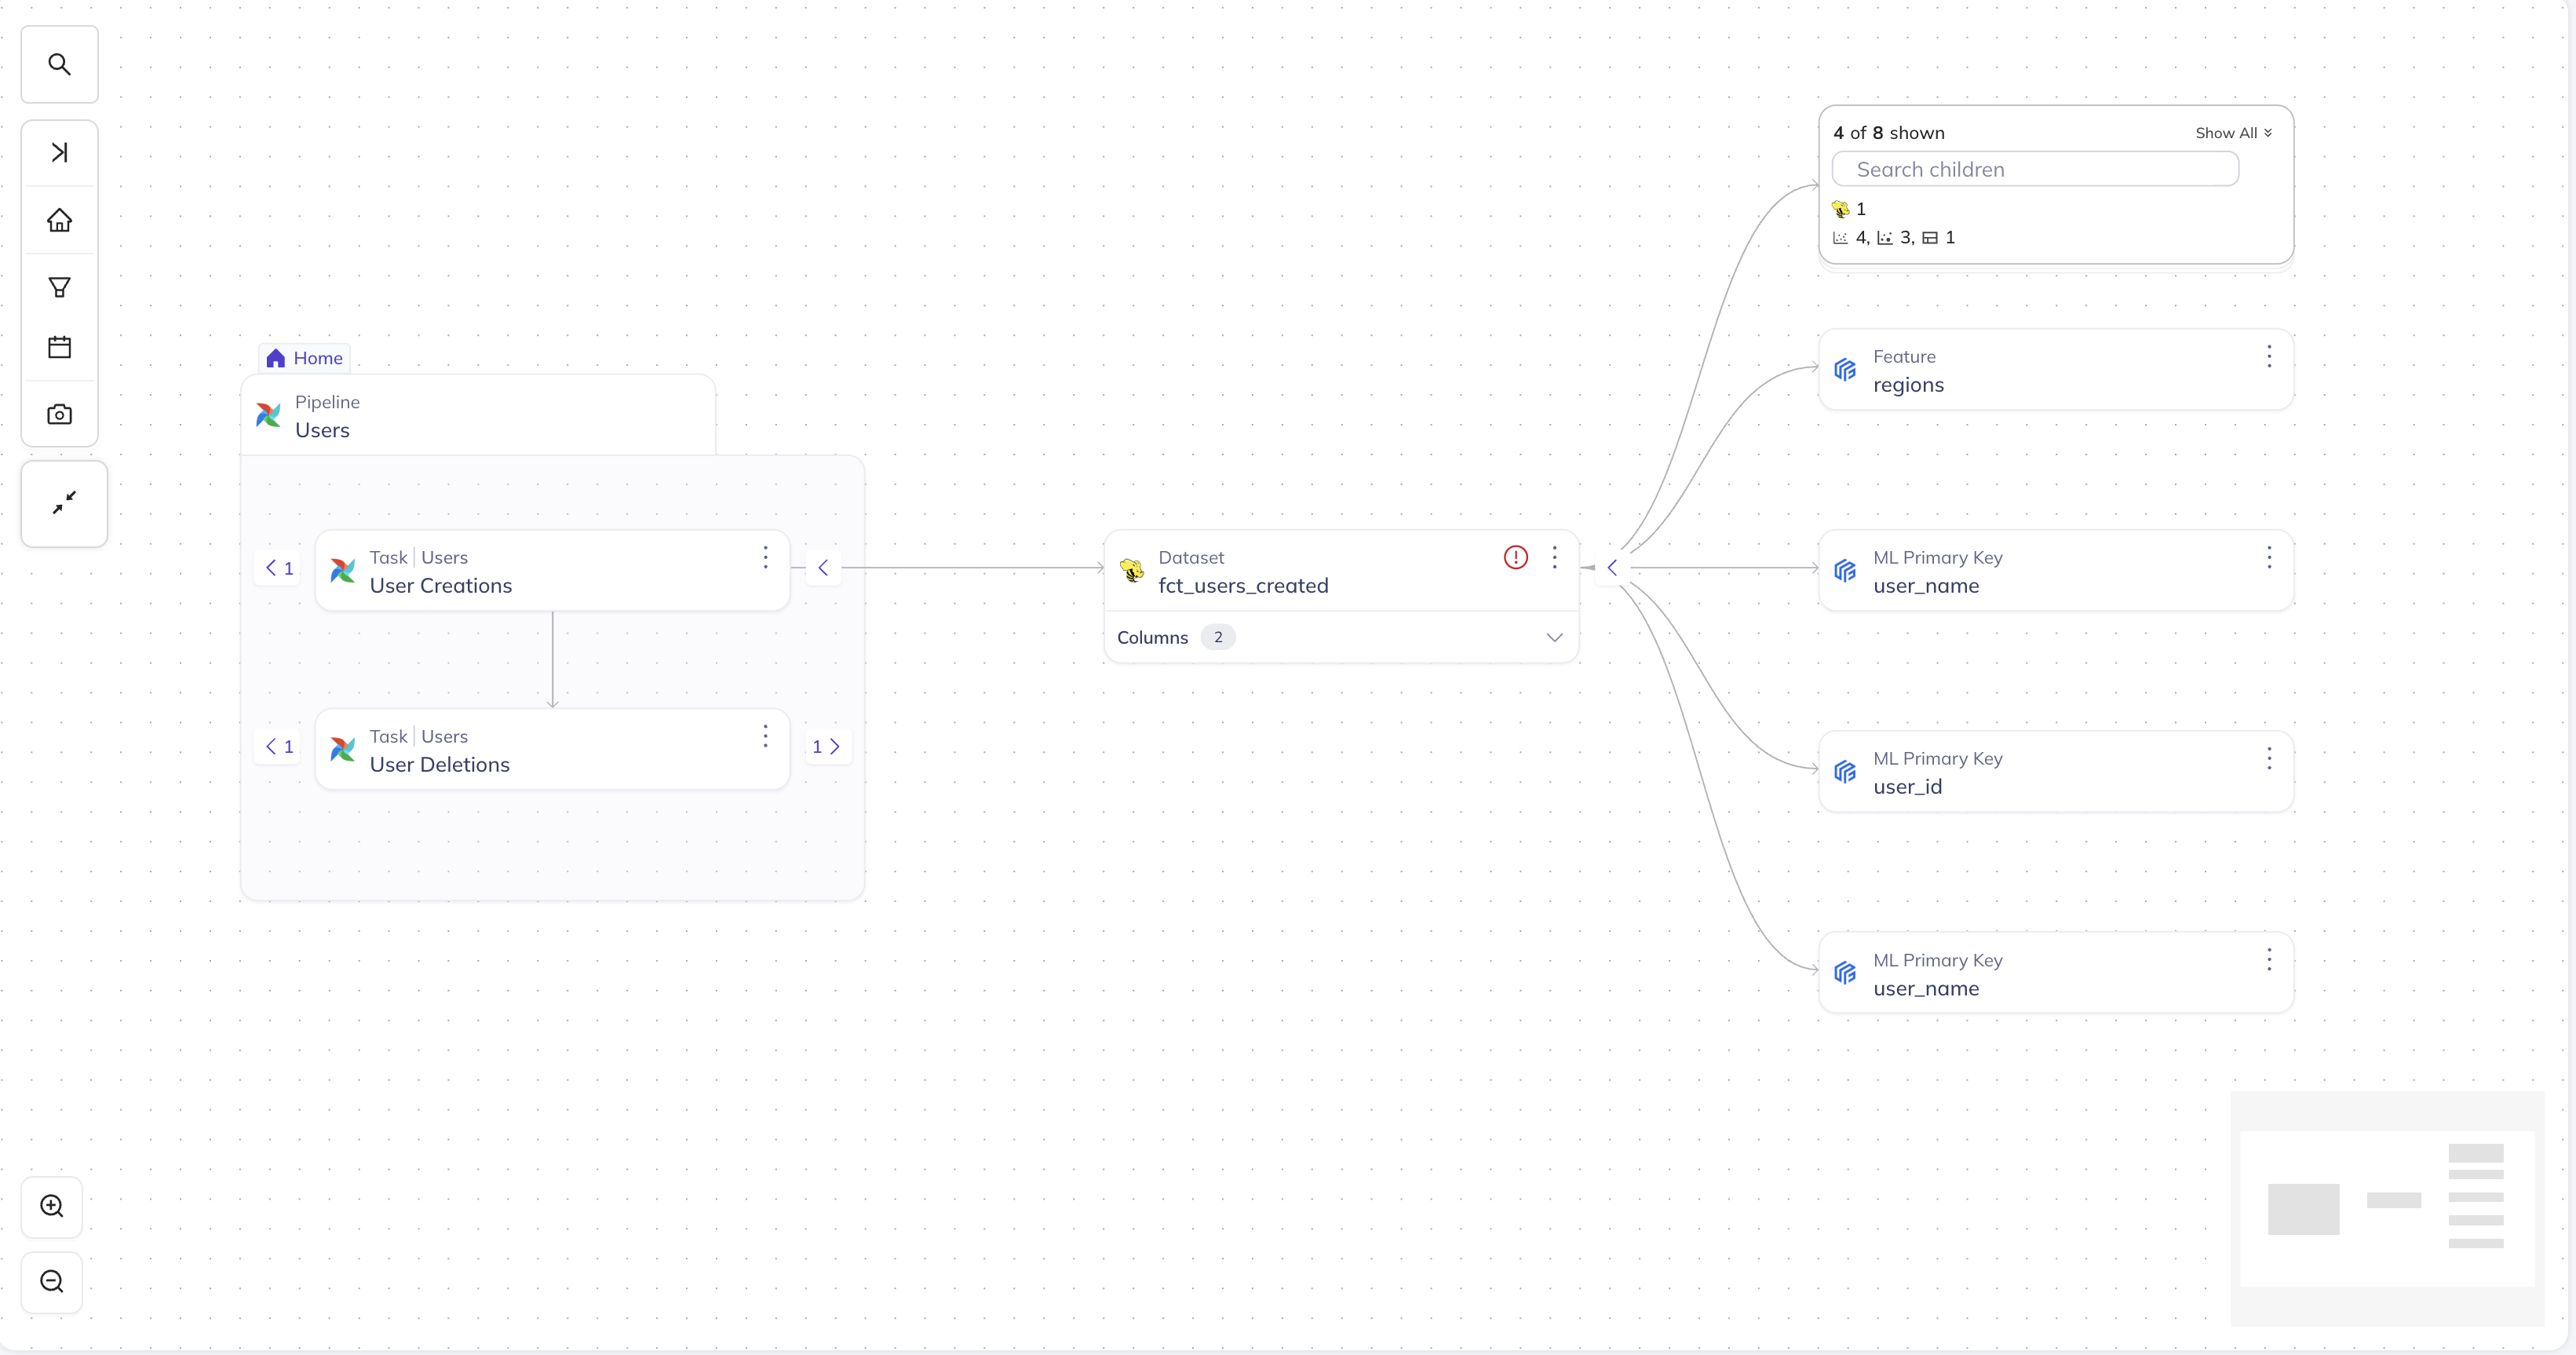 Home
Pipeline
Users
1
Task | Users
User Creations
1
Task | Users
User Deletions
1
Dataset
fct_users_created
Columns 2
4 of 8 shown Show All
Search children
1
4, 3, 1
Feature
regions
ML Primary Key
user_name
ML Primary Key
user_id
ML Primary Key
user_name